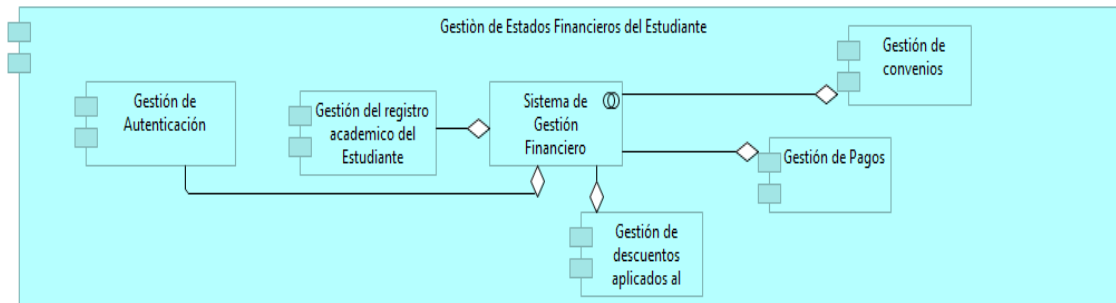 Gestiòn de Estados Financieros del Estudiante
Gestión de
Autenticación
Gestión del registro
academico del
Estudiante
Sistema de
Gestión
Financiero
Gestión de
convenios
Gestión de Pagos
Gestión de
descuentos
aplicados al